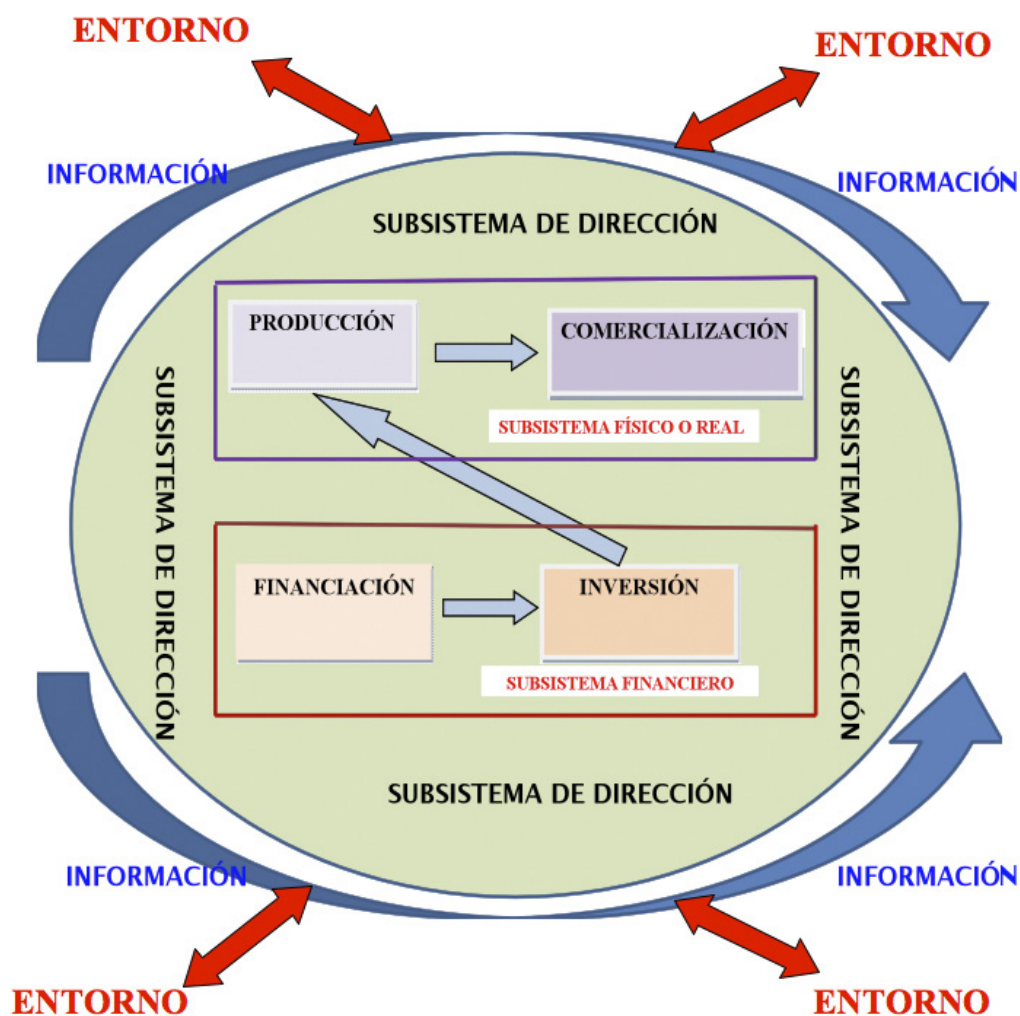 ENTORNO
ENTORNO
INFORMACIÓN
INFORMACIÓN
SUBSISTEMA DE DIRECCIÓN
PRODUCCIÓN
COMERCIALIZACIÓN
SUBSISTEMA FÍSICO O REAL
SUBSISTEMA DE DIRECCIÓN
SUBSISTEMA DE DIRECCIÓN
FINANCIACIÓN
INVERSIÓN
SUBSISTEMA FINANCIERO
SUBSISTEMA DE DIRECCIÓN
INFORMACIÓN
INFORMACIÓN
ENTORNO
ENTORNO